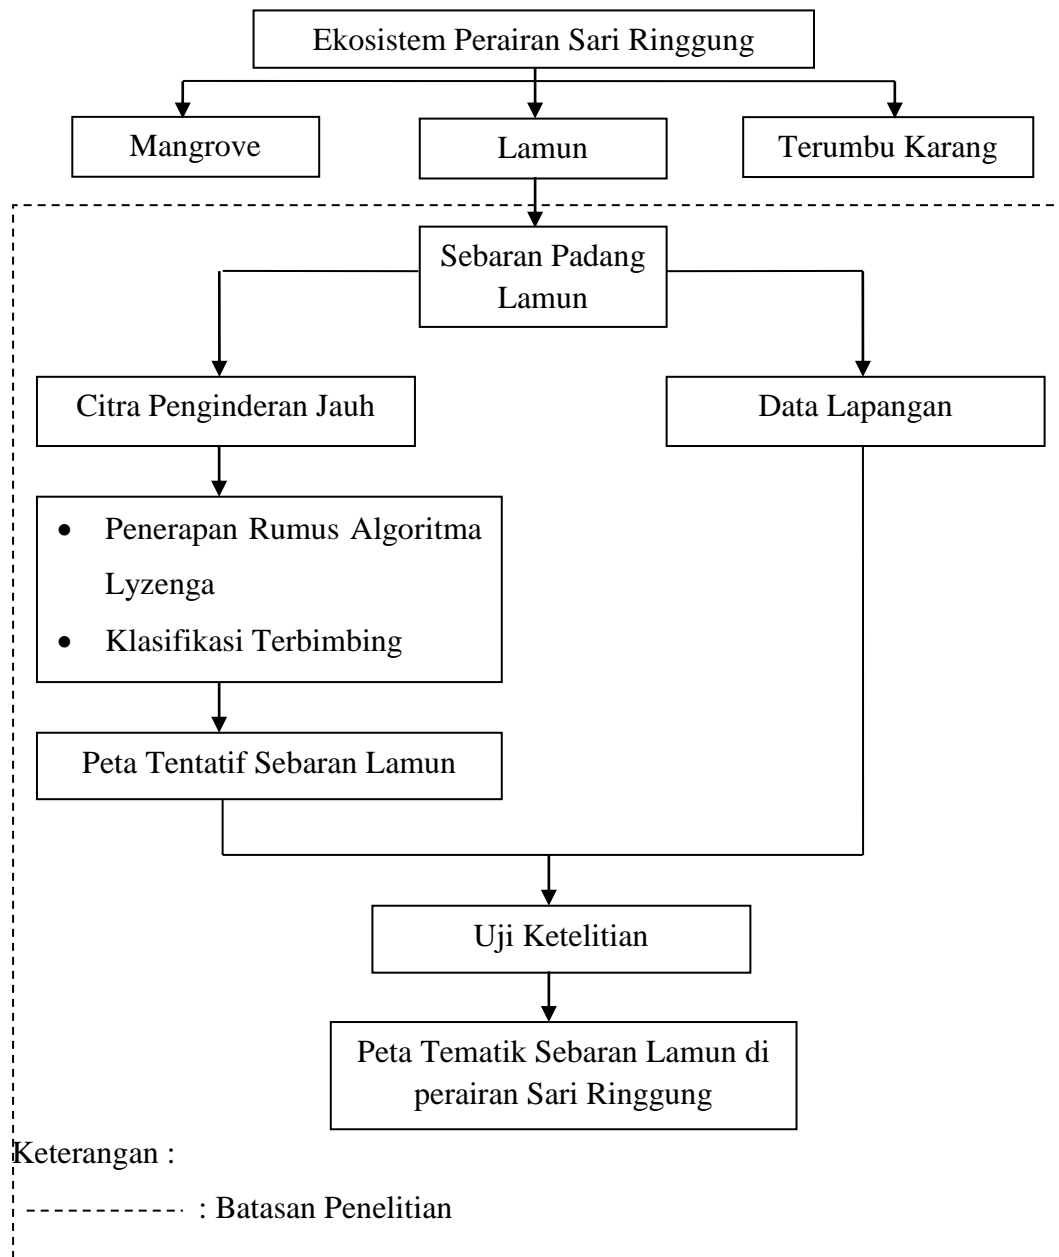 Ekosistem Perairan Sari Ringgung
Mangrove
Lamun
Terumbu Karang
Sebaran Padang
Lamun
Citra Penginderan Jauh
Data Lapangan
• Penerapan Rumus Algoritma
Lyzenga
• Klasifikasi Terbimbing
Peta Tentatif Sebaran Lamun
Uji Ketelitian
Peta Tematik Sebaran Lamun di
perairan Sari Ringgung
Keterangan :
: Batasan Penelitian